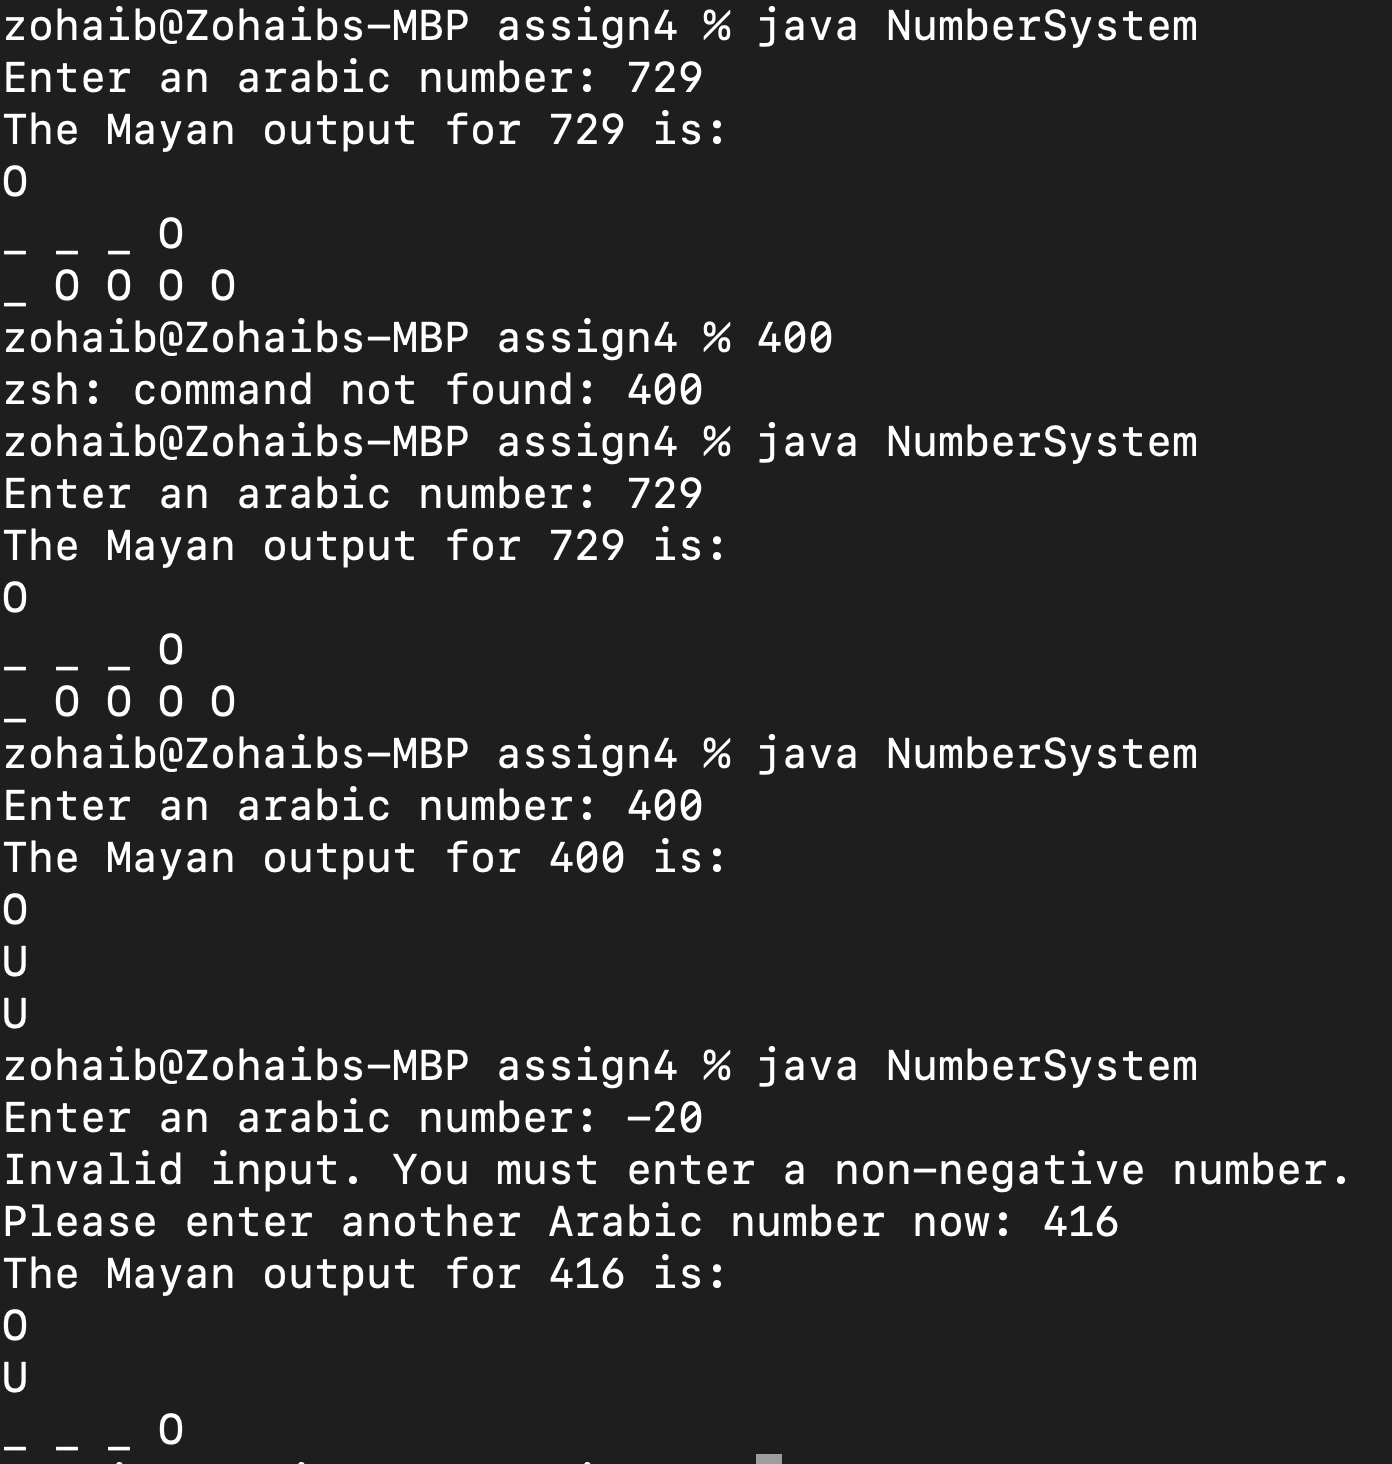 zohaib@Zohaibs-MBP assign4 % java NumberSystem
Enter an arabic number: 729
The Mayan output for 729 is:
O
_ _ _ O
_ O O O O
zohaib@Zohaibs-MBP assign4 % 400
zsh: command not found: 400
zohaib@Zohaibs-MBP assign4 % java NumberSystem
Enter an arabic number: 729
The Mayan output for 729 is:
O
_ _ _ O
_ O O O O
zohaib@Zohaibs-MBP assign4 % java NumberSystem
Enter an arabic number: 400
The Mayan output for 400 is:
O
U
U
zohaib@Zohaibs-MBP assign4 % java NumberSystem
Enter an arabic number: -20
Invalid input. You must enter a non-negative number.
Please enter another Arabic number now: 416
The Mayan output for 416 is:
O
U
_ _ _ O